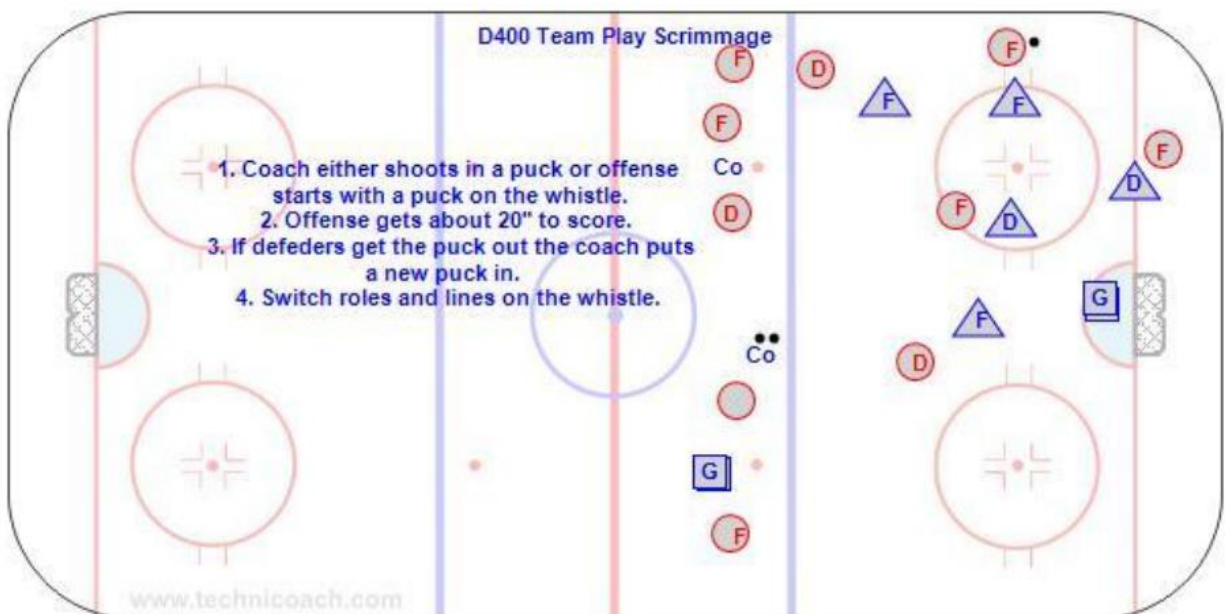 D400 Team Play Scrimmage
F
F
D
F
F
F
Co
D
1. Coach either shoots in a puck or offense
starts with a puck on the whistle.
2. Offense gets about 20" to score.
3. If defeders get the puck out the coach puts
a new puck in.
4. Switch roles and lines on the whistle.
F
D
F
D
D
G
F
Co
D
G
F
www.technicoach.com